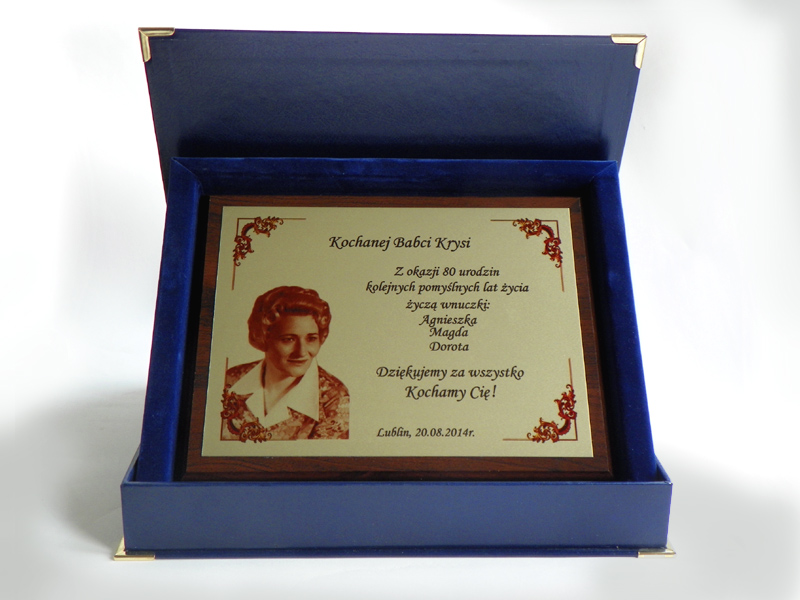 Kochanej Babci Krysi
Z okazji 80 urodzin
kolejnych pomyślnych lat życia
życzą wnuczki:
Agnieszka
Magda
Dorota
Dziękujemy za wszystko
Kochamy Cię!
Lublin, 20.08.2014r.